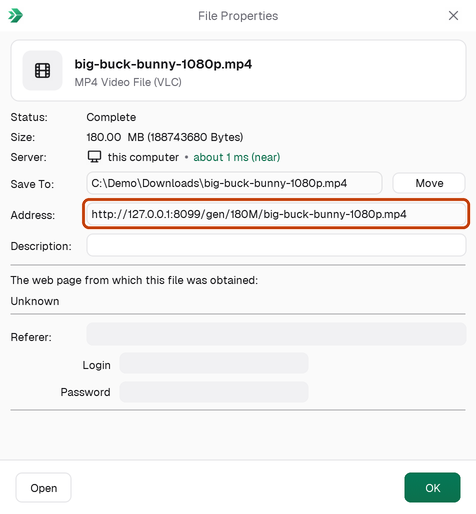 File Properties
big-buck-bunny-1080p.mp4
MP4 Video File (VLC)
Status: Complete
Size: 180.00 MB (188743680 Bytes)
Server: this computer • about 1 ms (near)
Save To: C:\Demo\Downloads\big-buck-bunny-1080p.mp4 Move
Address: http://127.0.0.1:8099/gen/180M/big-buck-bunny-1080p.mp4
Description:
The web page from which this file was obtained:
Unknown
Referer:
Login
Password
Open OK